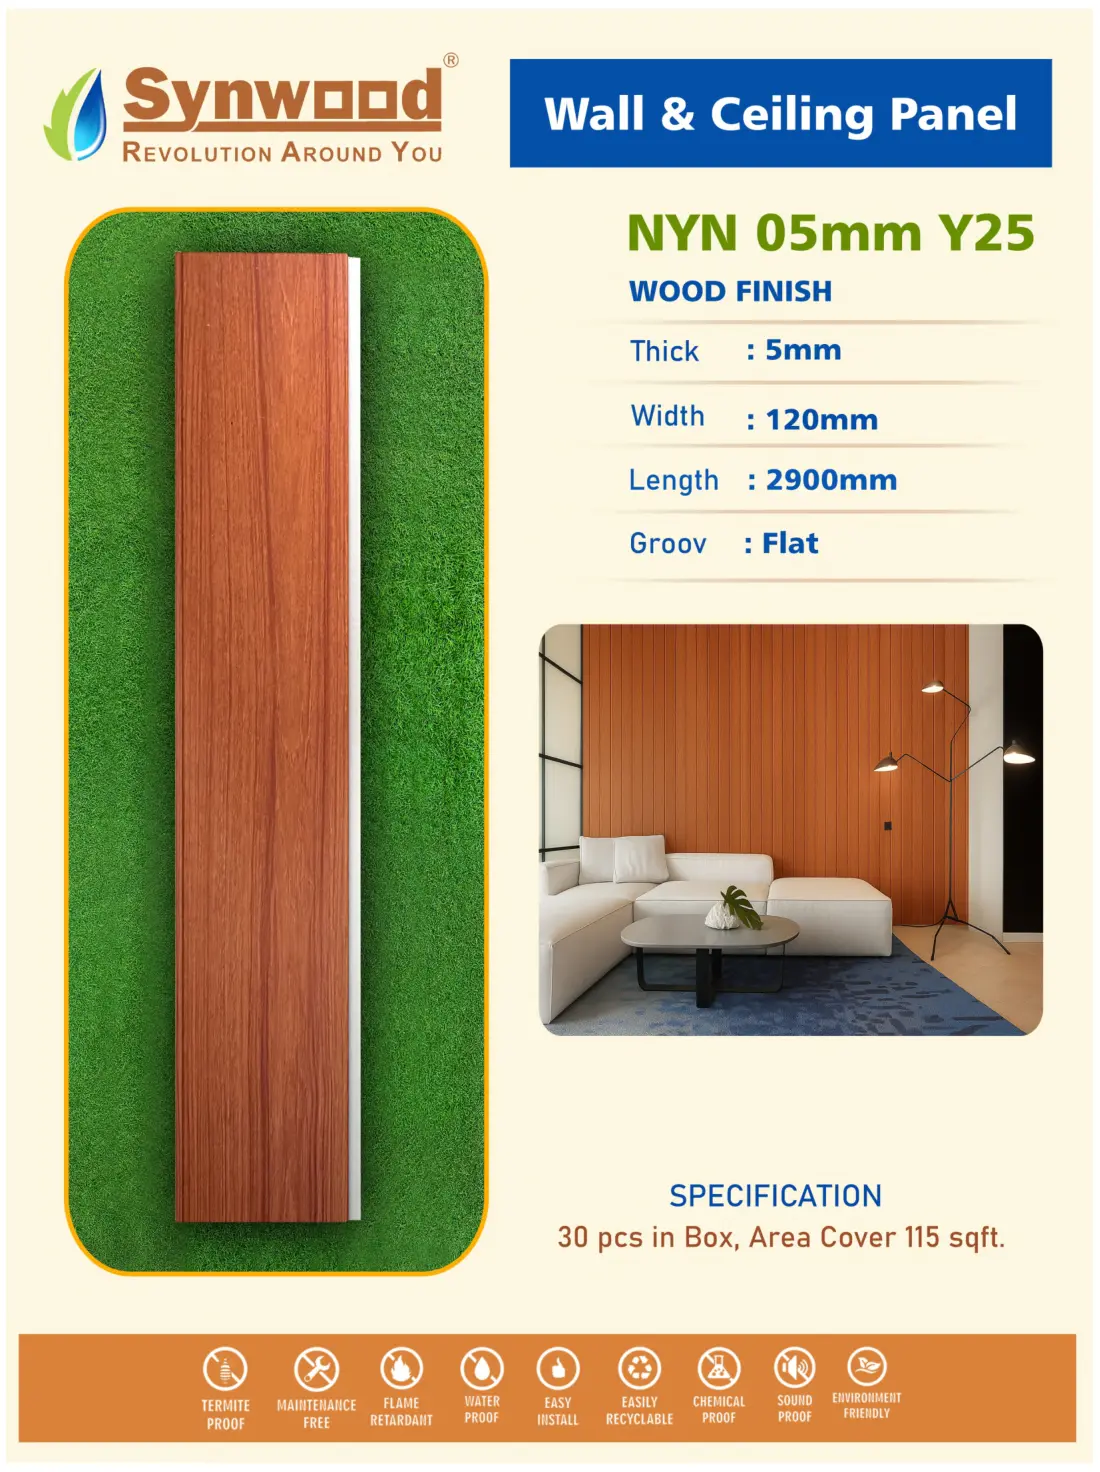 Synwood®
REVOLUTION AROUND YOU
Wall & Ceiling Panel
NYN 05mm Y25
WOOD FINISH
Thick : 5mm
Width : 120mm
Length : 2900mm
Groov : Flat
SPECIFICATION
30 pcs in Box, Area Cover 115 sqft.
TERMITE
PROOF
MAINTENANCE
FREE
FLAME
RETARDANT
WATER
PROOF
EASY
INSTALL
EASILY
RECYCLABLE
CHEMICAL
PROOF
SOUND
PROOF
ENVIRONMENT
FRIENDLY